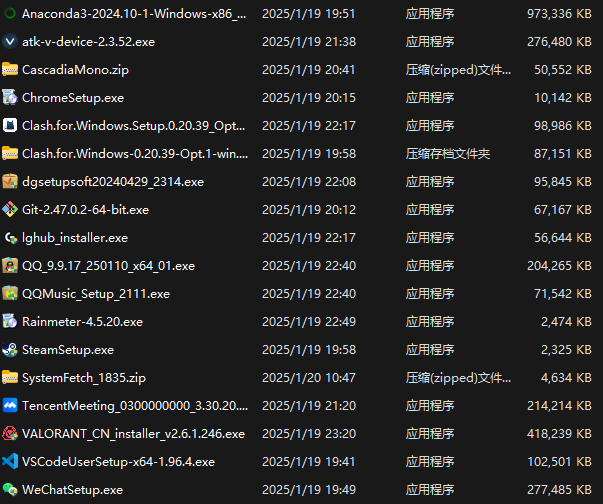 Anaconda3-2024.10-1-Windows-x86_... 2025/1/19 19:51 应用程序 973,336 KB
atk-v-device-2.3.52.exe 2025/1/19 21:38 应用程序 276,480 KB
CascadiaMono.zip 2025/1/19 20:41 压缩(zipped)文件... 50,552 KB
ChromeSetup.exe 2025/1/19 20:15 应用程序 10,142 KB
Clash.for.Windows.Setup.0.20.39_Opt... 2025/1/19 22:17 应用程序 98,986 KB
Clash.for.Windows-0.20.39-Opt.1-win.... 2025/1/19 19:58 压缩存档文件夹 87,151 KB
dgsetupsoft20240429_2314.exe 2025/1/19 22:08 应用程序 95,845 KB
Git-2.47.0.2-64-bit.exe 2025/1/19 20:12 应用程序 67,167 KB
lghub_installer.exe 2025/1/19 22:17 应用程序 56,644 KB
QQ_9.9.17_250110_x64_01.exe 2025/1/19 22:40 应用程序 204,265 KB
QQMusic_Setup_2111.exe 2025/1/19 22:40 应用程序 71,542 KB
Rainmeter-4.5.20.exe 2025/1/19 22:49 应用程序 2,474 KB
SteamSetup.exe 2025/1/19 19:58 应用程序 2,325 KB
SystemFetch_1835.zip 2025/1/20 10:47 压缩(zipped)文件... 4,634 KB
TencentMeeting_0300000000_3.30.20.... 2025/1/19 21:20 应用程序 214,214 KB
VALORANT_CN_installer_v2.6.1.246.exe 2025/1/19 23:20 应用程序 418,239 KB
VSCodeUserSetup-x64-1.96.4.exe 2025/1/19 19:41 应用程序 102,501 KB
WeChatSetup.exe 2025/1/19 19:49 应用程序 277,485 KB